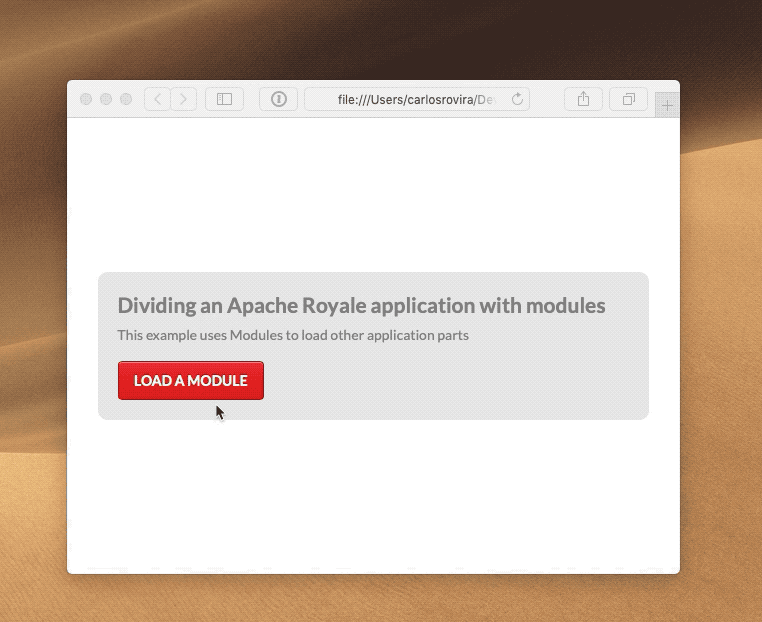 file:///Users/carlosrovira/De
Dividing an Apache Royale application with modules
This example uses Modules to load other application parts
LOAD A MODULE